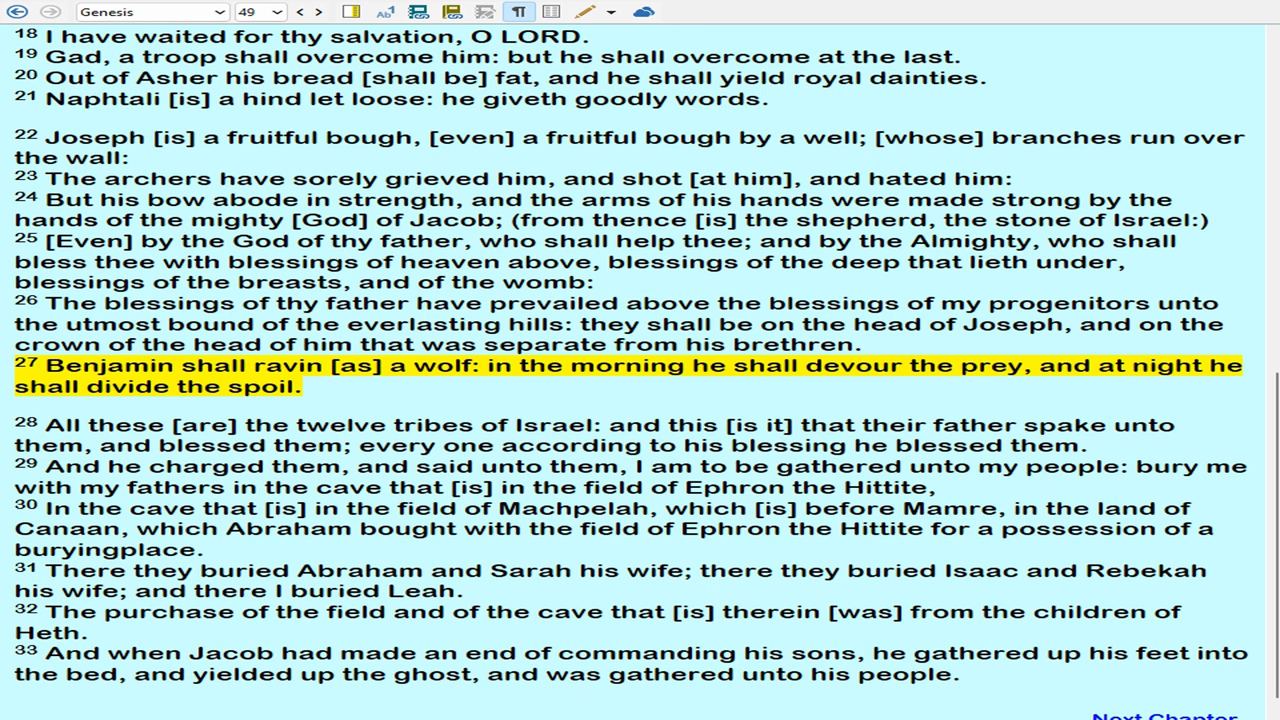 Genesis 49 < > Ab¹ ¶
18 I have waited for thy salvation, O LORD.
19 Gad, a troop shall overcome him: but he shall overcome at the last.
20 Out of Asher his bread [shall be] fat, and he shall yield royal dainties.
21 Naphtali [is] a hind let loose: he giveth goodly words.
22 Joseph [is] a fruitful bough, [even] a fruitful bough by a well; [whose] branches run over
the wall:
23 The archers have sorely grieved him, and shot [at him], and hated him:
24 But his bow abode in strength, and the arms of his hands were made strong by the
hands of the mighty [God] of Jacob; (from thence [is] the shepherd, the stone of Israel:)
25 [Even] by the God of thy father, who shall help thee; and by the Almighty, who shall
bless thee with blessings of heaven above, blessings of the deep that lieth under,
blessings of the breasts, and of the womb:
26 The blessings of thy father have prevailed above the blessings of my progenitors unto
the utmost bound of the everlasting hills: they shall be on the head of Joseph, and on the
crown of the head of him that was separate from his brethren.
27 Benjamin shall ravin [as] a wolf: in the morning he shall devour the prey, and at night he
shall divide the spoil.
28 All these [are] the twelve tribes of Israel: and this [is it] that their father spake unto
them, and blessed them; every one according to his blessing he blessed them.
29 And he charged them, and said unto them, I am to be gathered unto my people: bury me
with my fathers in the cave that [is] in the field of Ephron the Hittite,
30 In the cave that [is] in the field of Machpelah, which [is] before Mamre, in the land of
Canaan, which Abraham bought with the field of Ephron the Hittite for a possession of a
buryingplace.
31 There they buried Abraham and Sarah his wife; there they buried Isaac and Rebekah
his wife; and there I buried Leah.
32 The purchase of the field and of the cave that [is] therein [was] from the children of
Heth.
33 And when Jacob had made an end of commanding his sons, he gathered up his feet into
the bed, and yielded up the ghost, and was gathered unto his people.
Next Chapter